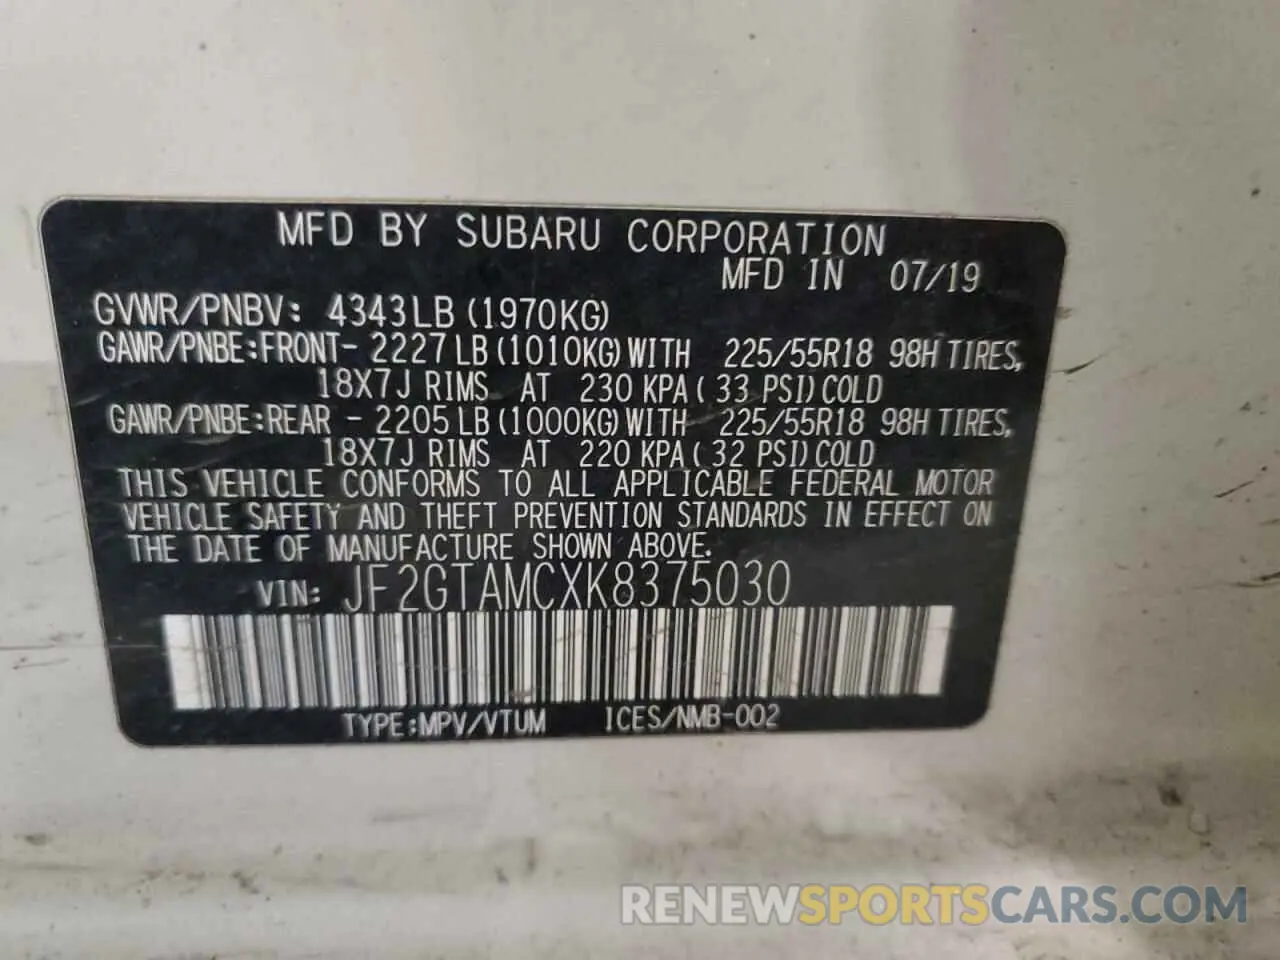 MFD BY SUBARU CORPORATION
MFD IN 07/19
GVWR/PNBV: 4343LB (1970KG)
GAWR/PNBE:FRONT- 2227LB(1010KG)WITH 225/55R18 98H TIRES,
18X7J RIMS AT 230 KPA( 33 PSI)COLD
GAWR/PNBE:REAR - 2205LB(1000KG)WITH 225/55R18 98H TIRES,
18X7J RIMS AT 220 KPA( 32 PSI)COLD
THIS VEHICLE CONFORMS TO ALL APPLICABLE FEDERAL MOTOR
VEHICLE SAFETY AND THEFT PREVENTION STANDARDS IN EFFECT ON
THE DATE OF MANUFACTURE SHOWN ABOVE.
VIN: JF2GTAMCXK8375030
TYPE:MPV/VTUM ICES/NMB-002
RENEWSPORTSCARS.COM